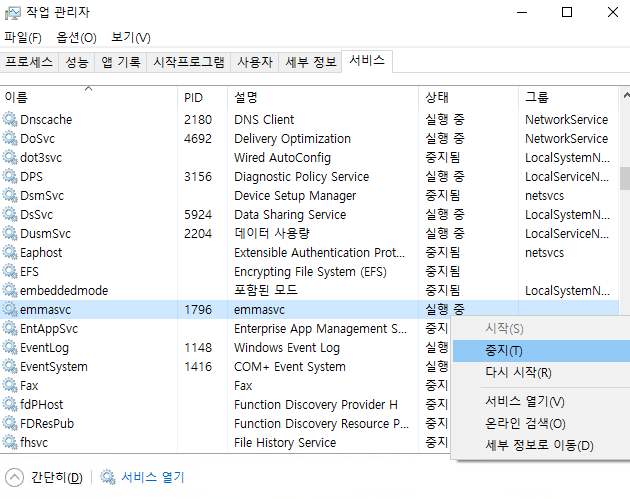 작업 관리자
파일(F) 옵션(O) 보기(V)
프로세스 성능 앱 기록 시작프로그램 사용자 세부 정보 서비스
이름 PID 설명 상태 그룹
Dnscache 2180 DNS Client 실행 중 NetworkService
DoSvc 4692 Delivery Optimization 실행 중 NetworkService
dot3svc Wired AutoConfig 중지됨 LocalSystemN...
DPS 3156 Diagnostic Policy Service 실행 중 LocalServiceN...
DsmSvc Device Setup Manager 중지됨 netsvcs
DsSvc 5924 Data Sharing Service 실행 중 LocalSystemN...
DusmSvc 2204 데이터 사용량 실행 중 LocalServiceN...
Eaphost Extensible Authentication Prot... 중지됨 netsvcs
EFS Encrypting File System (EFS) 중지됨
embeddedmode 포함된 모드 중지됨 LocalSystemN...
emmasvc 1796 emmasvc 실행 중
EntAppSvc Enterprise App Management S... 중지
시작(S)
EventLog 1148 Windows Event Log 실행
중지(T)
EventSystem 1416 COM+ Event System 실행
다시 시작(R)
Fax Fax 중지
fdPHost Function Discovery Provider H 중지
서비스 열기(V)
FDResPub Function Discovery Resource P... 중지
온라인 검색(O)
fhsvc File History Service 중지
세부 정보로 이동(D)
간단히(D) 서비스 열기